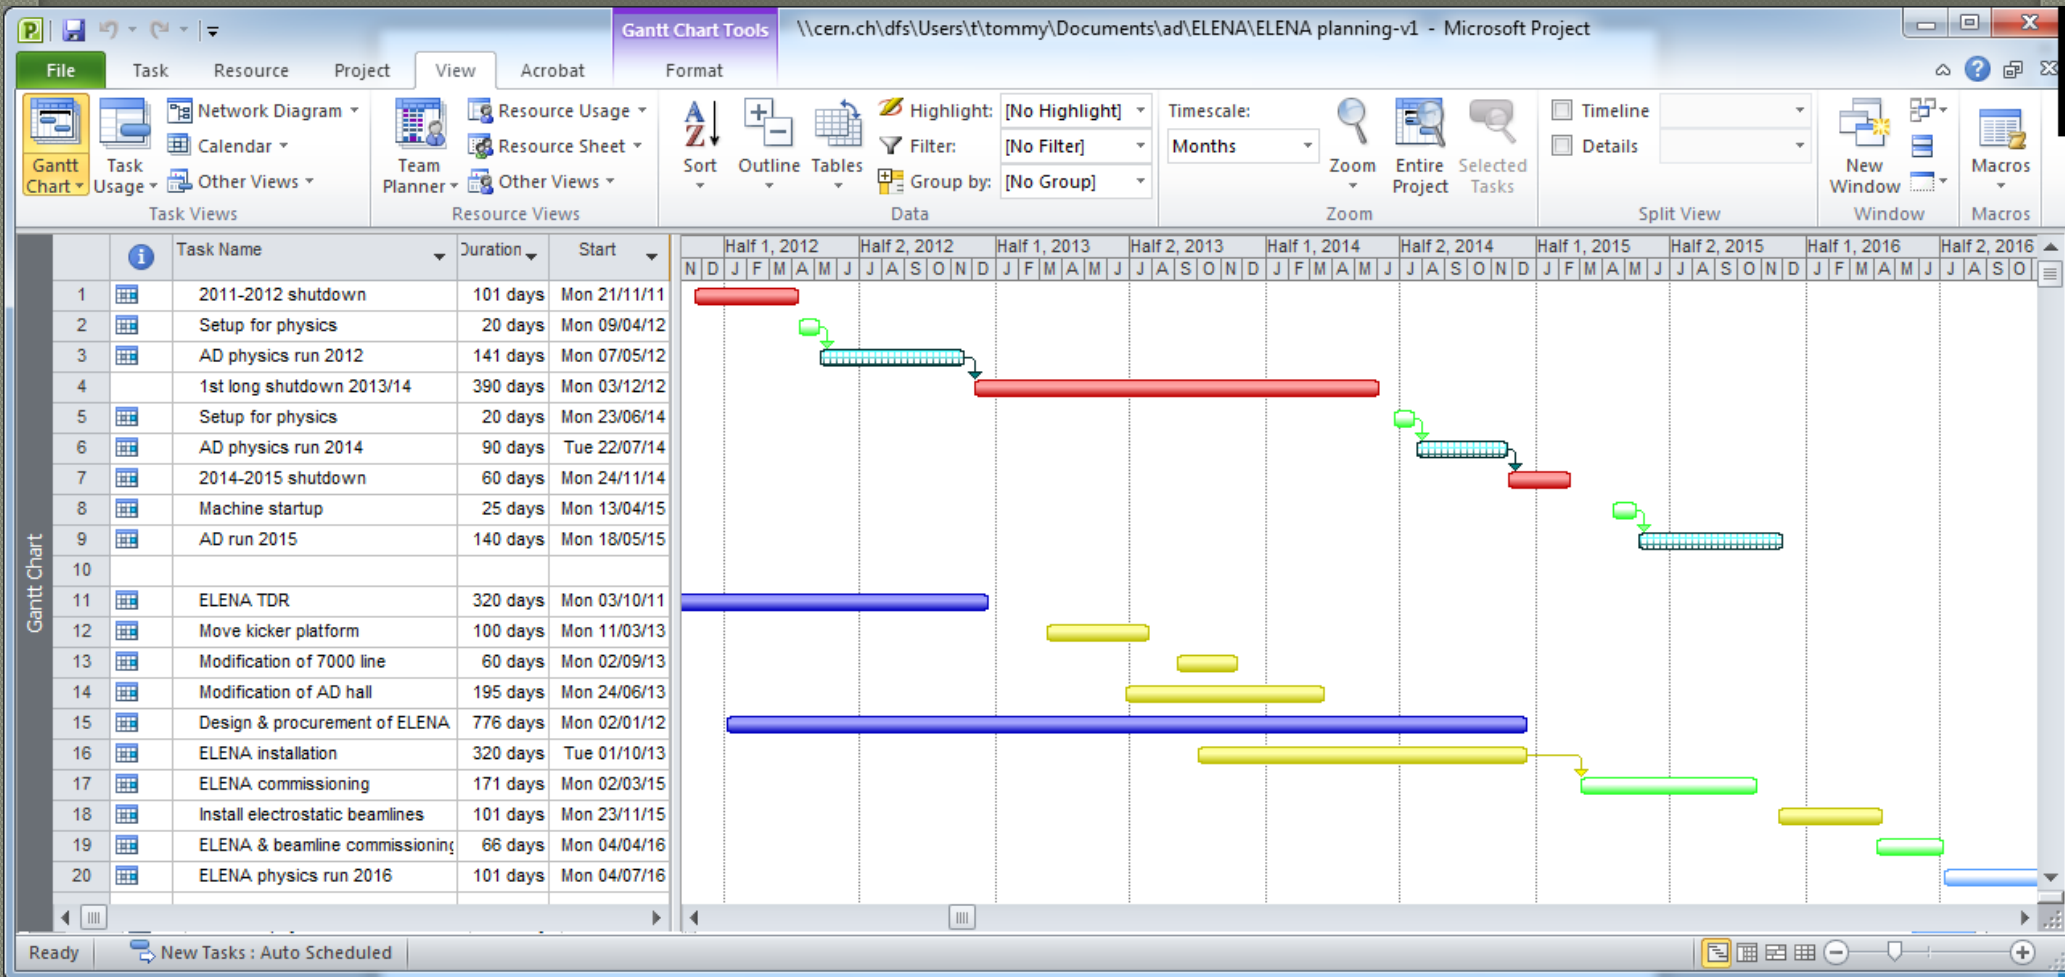 Gantt Chart Tools
\\cern.ch\dfs\Users\t\tommy\Documents\ad\ELENA\ELENA planning-v1 - Microsoft Project
File Task Resource Project View Acrobat Format
Gantt Chart
Task Usage
Network Diagram
Calendar
Other Views
Task Views
Team Planner
Resource Usage
Resource Sheet
Other Views
Resource Views
Sort
Outline
Tables
Highlight: [No Highlight]
Filter: [No Filter]
Group by: [No Group]
Data
Timescale:
Months
Zoom
Entire Project
Selected Tasks
Zoom
Timeline
Details
Split View
New Window
Window
Macros
Macros
Task Name Duration Start
Half 1, 2012 Half 2, 2012 Half 1, 2013 Half 2, 2013 Half 1, 2014 Half 2, 2014 Half 1, 2015 Half 2, 2015 Half 1, 2016 Half 2, 2016
N D J F M A M J J A S O N D J F M A M J J A S O N D J F M A M J J A S O N D J F M A M J J A S O N D J F M A M J J A S O
1 2011-2012 shutdown 101 days Mon 21/11/11
2 Setup for physics 20 days Mon 09/04/12
3 AD physics run 2012 141 days Mon 07/05/12
4 1st long shutdown 2013/14 390 days Mon 03/12/12
5 Setup for physics 20 days Mon 23/06/14
6 AD physics run 2014 90 days Tue 22/07/14
7 2014-2015 shutdown 60 days Mon 24/11/14
8 Machine startup 25 days Mon 13/04/15
9 AD run 2015 140 days Mon 18/05/15
10
11 ELENA TDR 320 days Mon 03/10/11
12 Move kicker platform 100 days Mon 11/03/13
13 Modification of 7000 line 60 days Mon 02/09/13
14 Modification of AD hall 195 days Mon 24/06/13
15 Design & procurement of ELENA 776 days Mon 02/01/12
16 ELENA installation 320 days Tue 01/10/13
17 ELENA commissioning 171 days Mon 02/03/15
18 Install electrostatic beamlines 101 days Mon 23/11/15
19 ELENA & beamline commissioning 66 days Mon 04/04/16
20 ELENA physics run 2016 101 days Mon 04/07/16
Gantt Chart
Ready New Tasks : Auto Scheduled